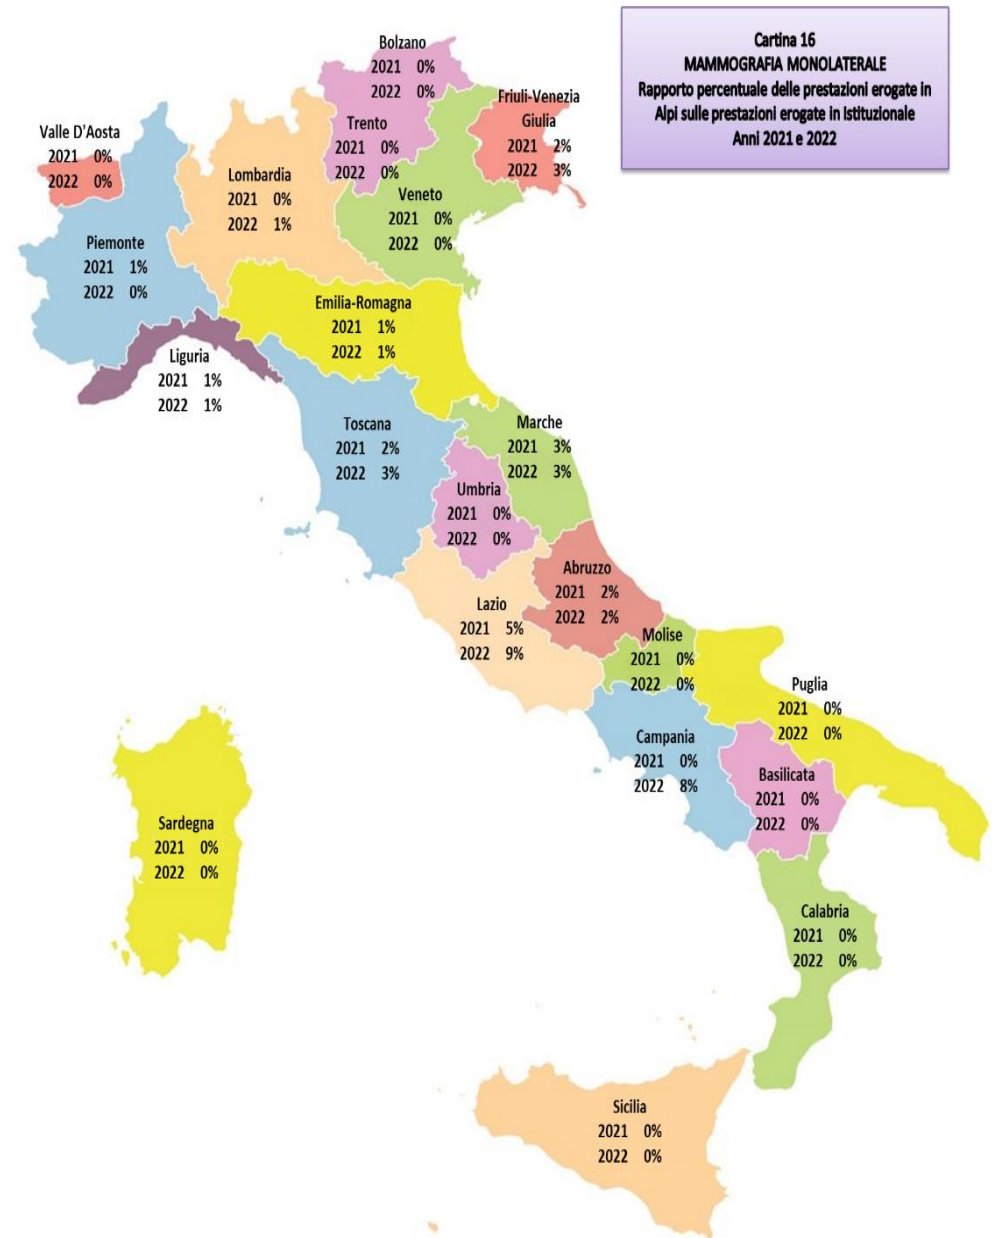 Cartina 16
MAMMOGRAFIA MONOLATERALE
Rapporto percentuale delle prestazioni erogate in
Alpi sulle prestazioni erogate in Istituzionale
Anni 2021 e 2022
Bolzano
2021 0%
2022 0%
Friuli-Venezia
Giulia
2021 2%
2022 3%
Trento
2021 0%
2022 0%
Valle D'Aosta
2021 0%
2022 0%
Lombardia
2021 0%
2022 1%
Veneto
2021 0%
2022 0%
Piemonte
2021 1%
2022 0%
Emilia-Romagna
2021 1%
2022 1%
Liguria
2021 1%
2022 1%
Toscana
2021 2%
2022 3%
Marche
2021 3%
2022 3%
Umbria
2021 0%
2022 0%
Abruzzo
2021 2%
2022 2%
Lazio
2021 5%
2022 9%
Molise
2021 0%
2022 0%
Puglia
2021 0%
2022 0%
Campania
2021 0%
2022 8%
Basilicata
2021 0%
2022 0%
Sardegna
2021 0%
2022 0%
Calabria
2021 0%
2022 0%
Sicilia
2021 0%
2022 0%